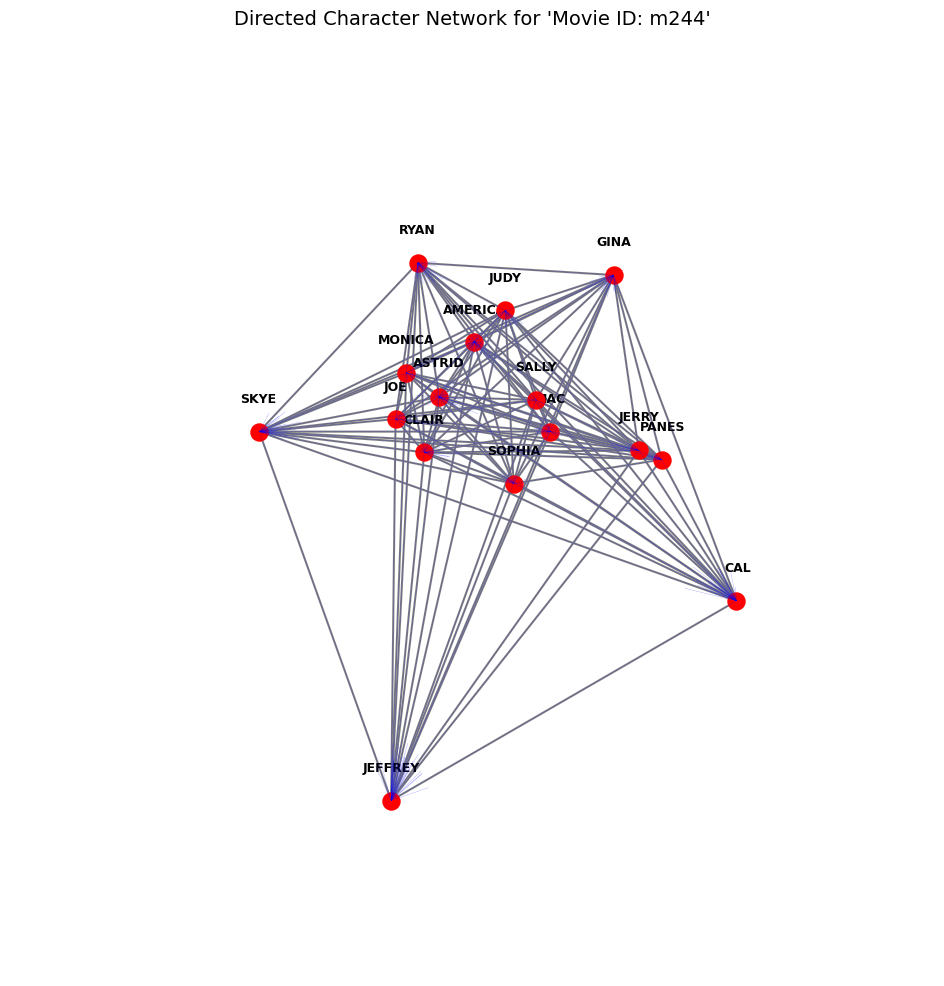 Directed Character Network for 'Movie ID: m244'
RYAN
GINA
JUDY
AMERIC
MONICA
ASTRID
SALLY
JOE
SKYE
MAC
JERRY
CLAIR
PANES
SOPHIA
CAL
JEFFREY